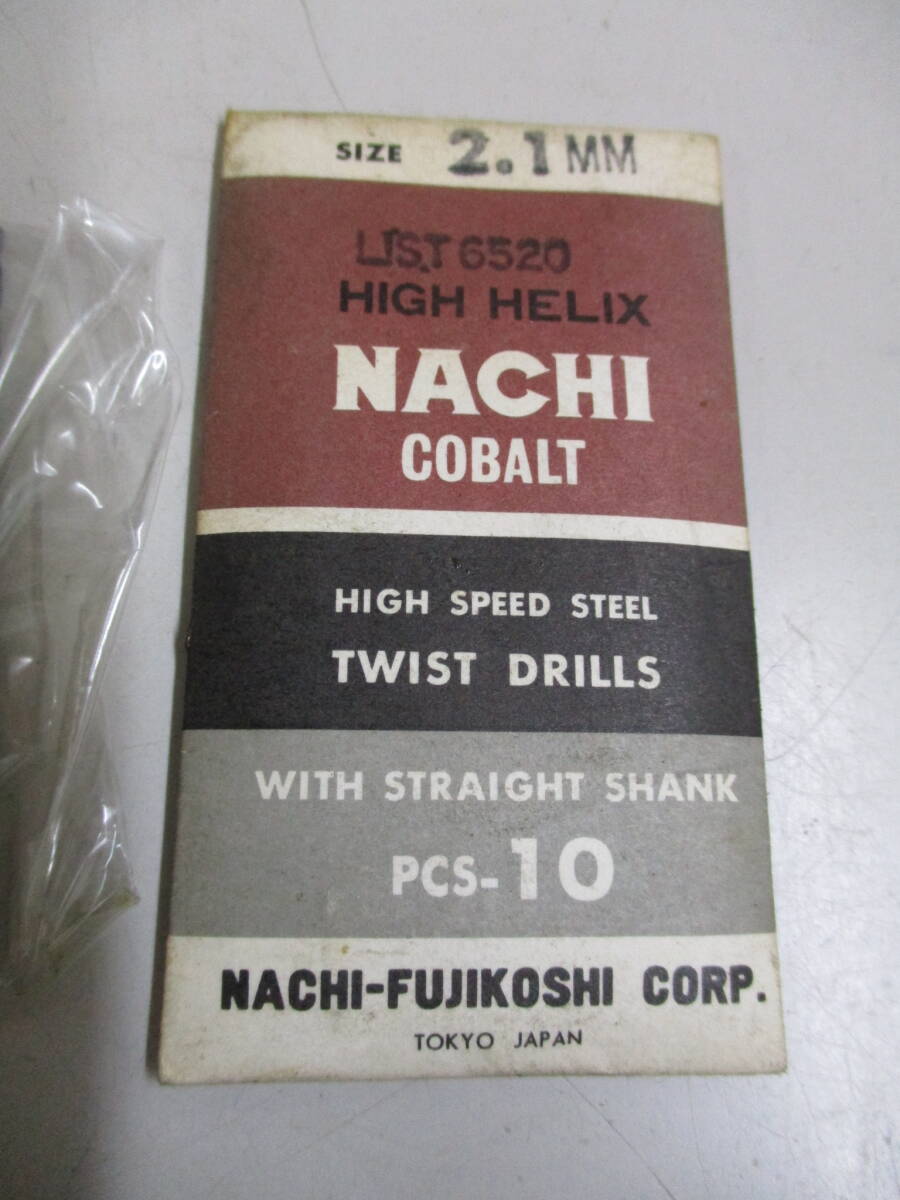 SIZE 2.1 MM
LIST 6520
HIGH HELIX
NACHI
COBALT
HIGH SPEED STEEL
TWIST DRILLS
WITH STRAIGHT SHANK
PCS-10
NACHI-FUJIKOSHI CORP.
TOKYO JAPAN